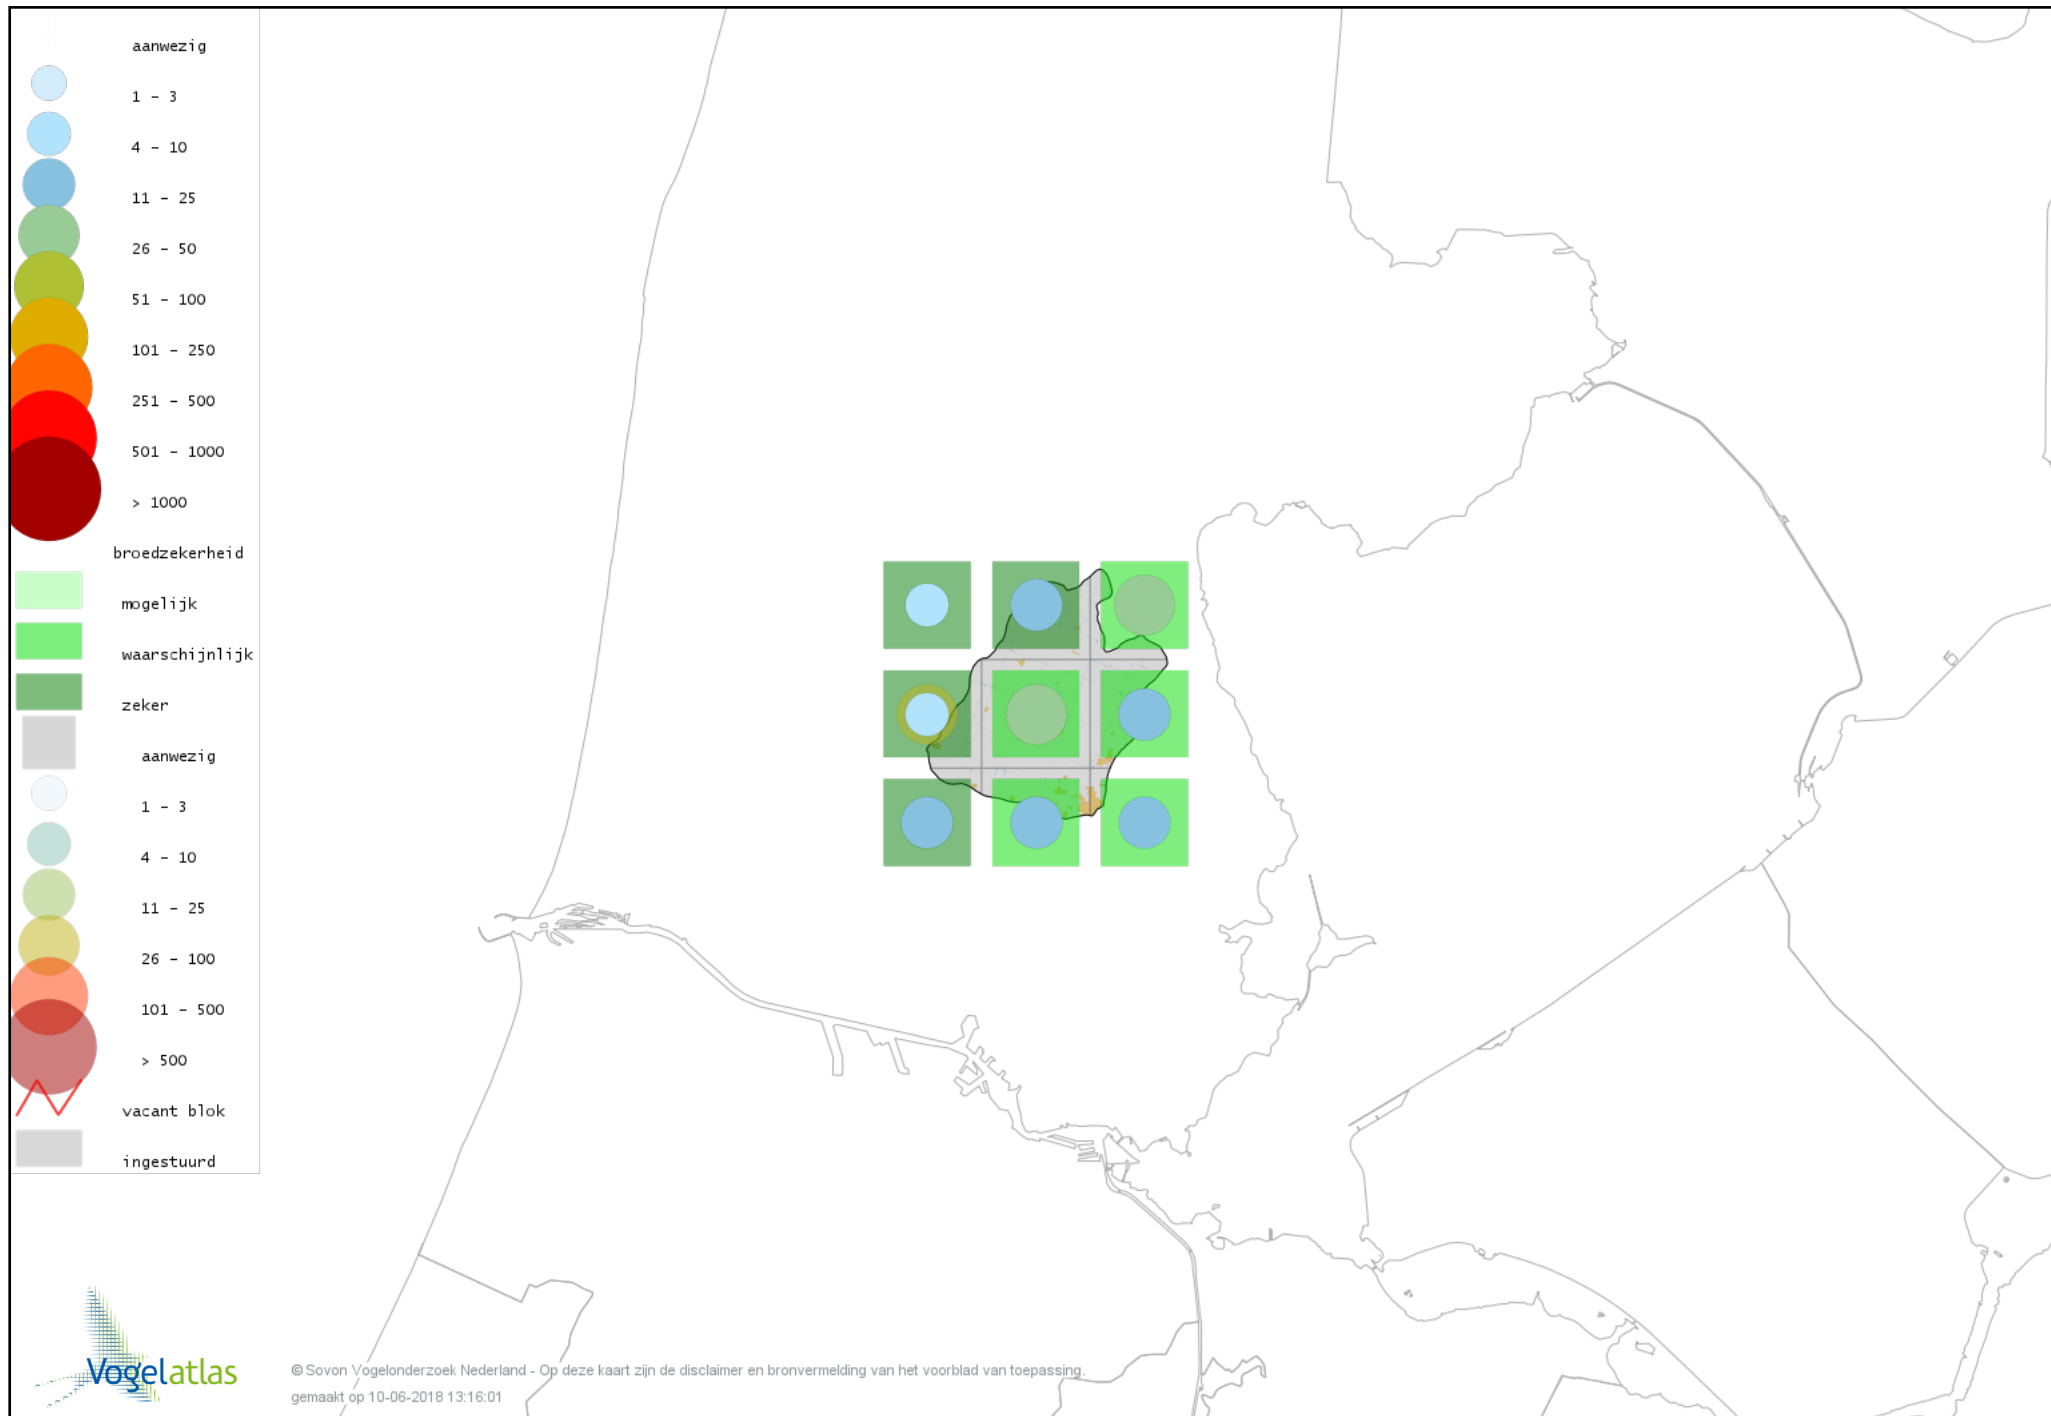 aanwezig
1 - 3
4 - 10
11 - 25
26 - 50
51 - 100
101 - 250
251 - 500
501 - 1000
> 1000
broedzekerheid
mogelijk
waarschijnlijk
zeker
aanwezig
1 - 3
4 - 10
11 - 25
26 - 100
101 - 500
> 500
vacant blok
ingestuurd
Vogelatlas
© Sovon Vogelonderzoek Nederland - Op deze kaart zijn de disclaimer en bronvermelding van het voorblad van toepassing.
gemaakt op 10-06-2018 13:16:01